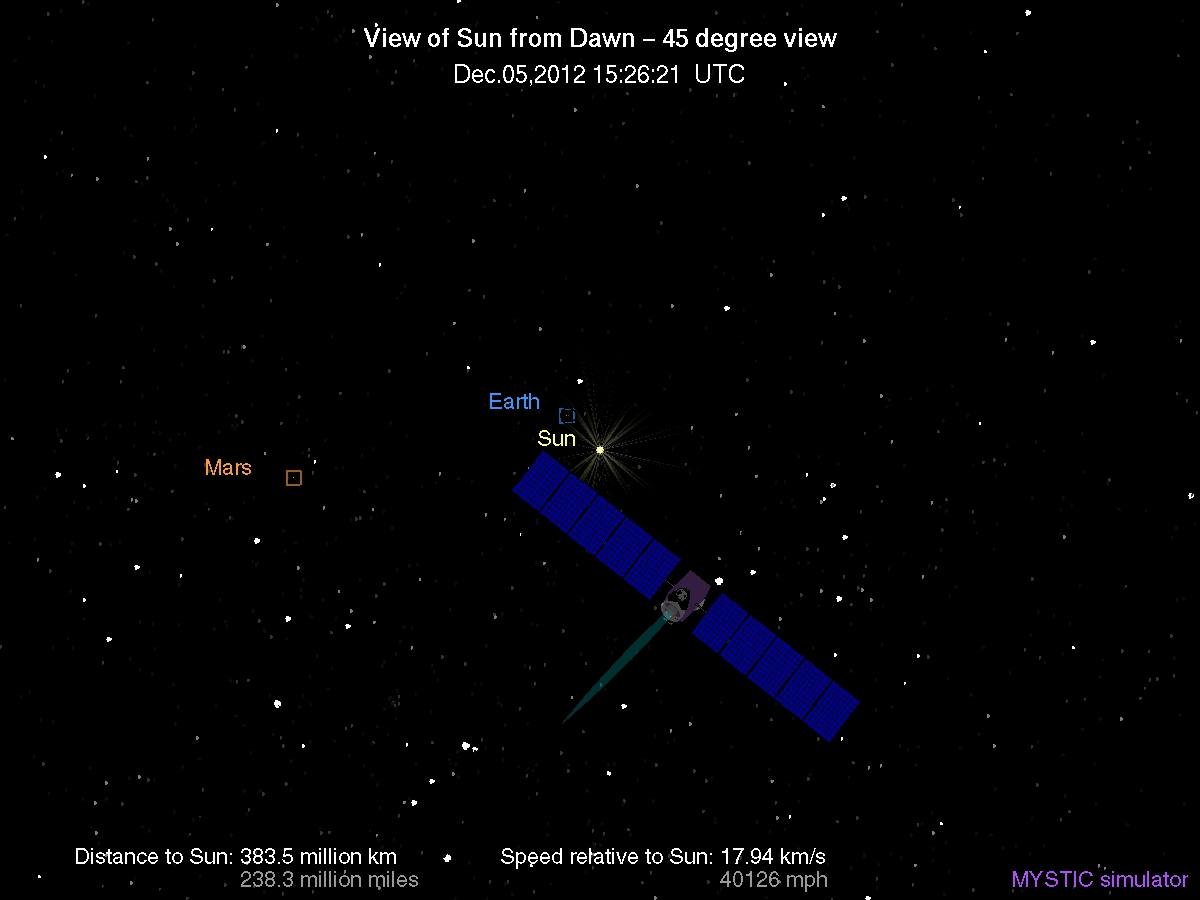 View of Sun from Dawn – 45 degree view
Dec.05,2012 15:26:21 UTC
Earth
Sun
Mars
Distance to Sun: 383.5 million km
238.3 million miles
Speed relative to Sun: 17.94 km/s
40126 mph
MYSTIC simulator